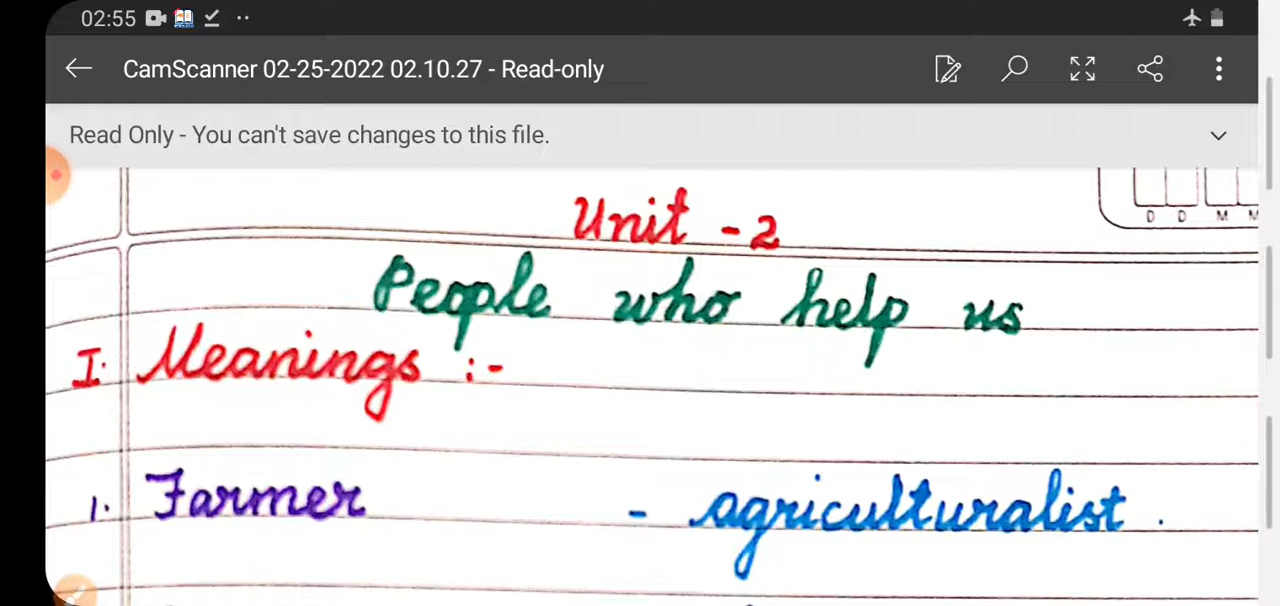 02:55
CamScanner 02-25-2022 02.10.27 - Read-only
Read Only - You can't save changes to this file.
D D M M
Unit - 2
People who help us
I. Meanings :-
1. Farmer - agriculturalist.